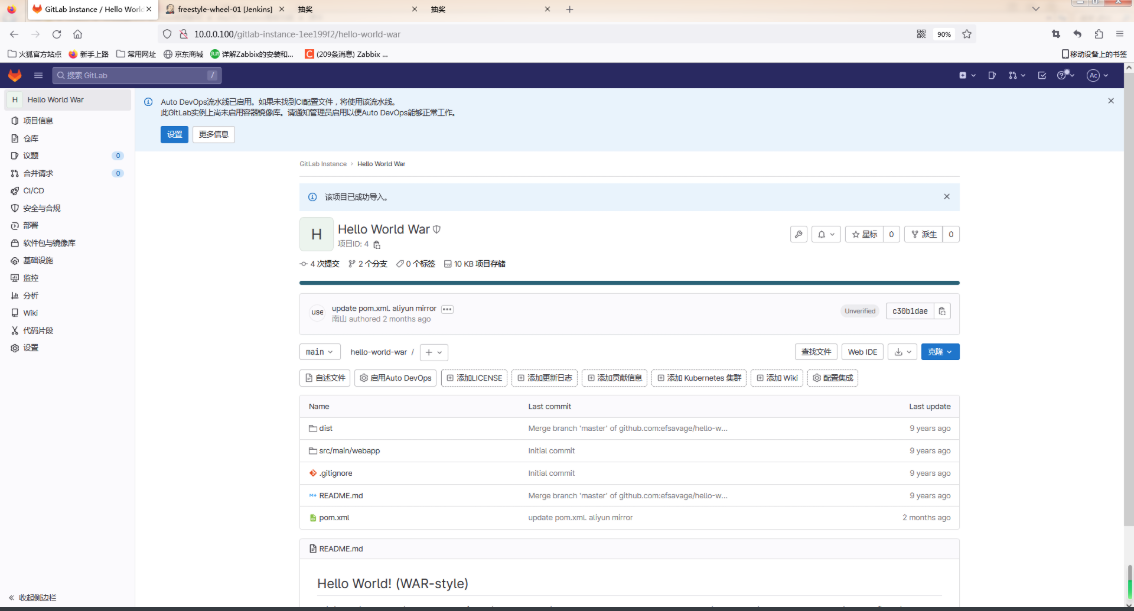 GitLab Instance / Hello World
freestyle-wheel-01 [Jenkins]
抽奖
抽奖
10.0.0.100/gitlab-instance-1ee199f2/hello-world-war
90%
火狐官方站点
新手上路
常用网址
京东商城
详解Zabbix的安装和...
(209条消息) Zabbix ...
移动设备上的书签
搜索 GitLab
/
H Hello World War
项目信息
仓库
议题 0
合并请求 0
CI/CD
安全与合规
部署
软件包与镜像库
基础设施
监控
分析
Wiki
代码片段
设置
收起侧边栏
Auto DevOps流水线已启用。如果未找到CI配置文件，将使用该流水线。
此GitLab实例上尚未启用容器镜像库。请通知管理员启用以便Auto DevOps能够正常工作。
设置 更多信息
GitLab Instance › Hello World War
该项目已成功导入。
H
Hello World War
项目ID: 4
星标 0
派生 0
4 次提交 2 个分支 0 个标签 10 KB 项目存储
USE
update pom.xml aliyun mirror
南山 authored 2 months ago
Unverified c30b1dae
main hello-world-war / +
查找文件 Web IDE 克隆
自述文件 启用Auto DevOps 添加LICENSE 添加更新日志 添加贡献信息 添加 Kubernetes 集群 添加 Wiki 配置集成
Name Last commit Last update
dist Merge branch 'master' of github.com:efsavage/hello-w... 9 years ago
src/main/webapp Initial commit 9 years ago
.gitignore Initial commit 9 years ago
README.md Merge branch 'master' of github.com:efsavage/hello-w... 9 years ago
pom.xml update pom.xml aliyun mirror 2 months ago
README.md
Hello World! (WAR-style)